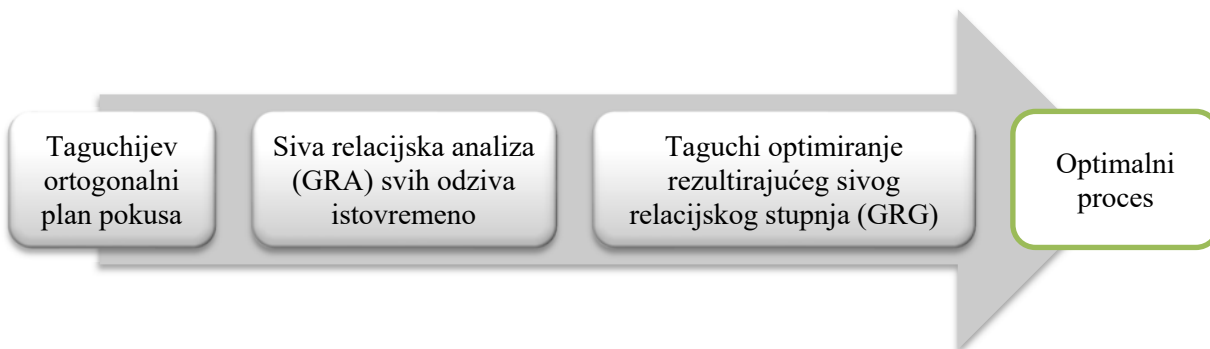 Taguchijev
ortogonalni
plan pokusa
Siva relacijska analiza
(GRA) svih odziva
istovremeno
Taguchi optimiranje
rezultirajućeg sivog
relacijskog stupnja (GRG)
Optimalni
proces